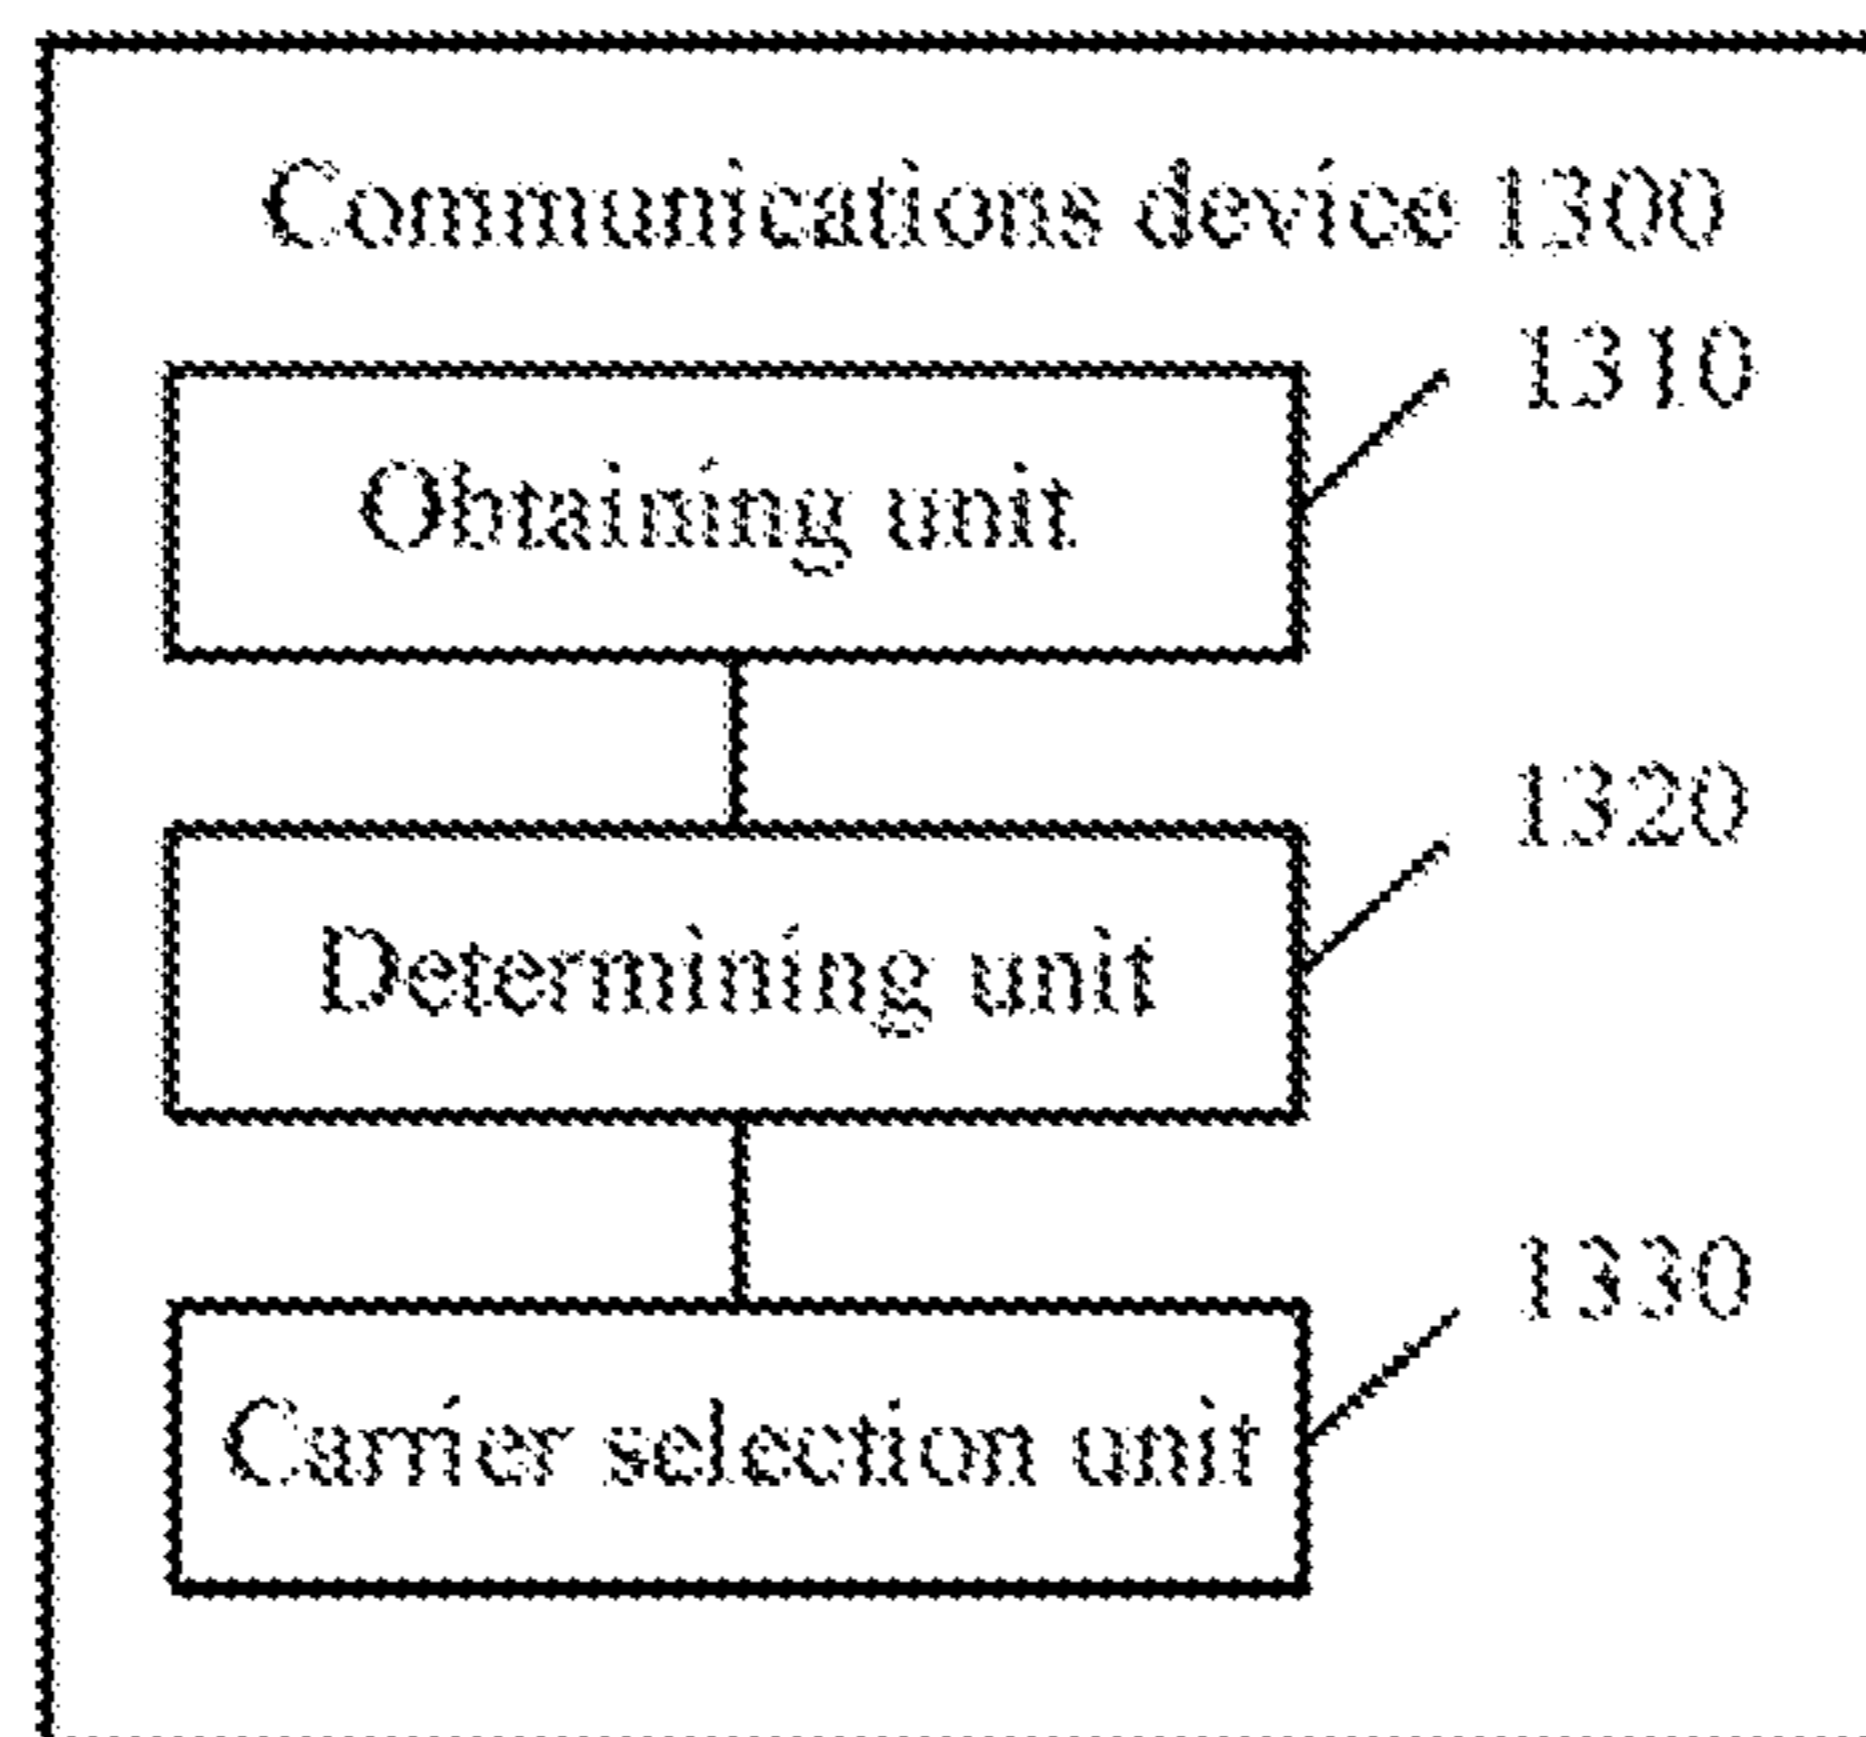 Communications device 1300
1310
Obtaining unit
1320
Determining unit
1330
Carrier selection unit